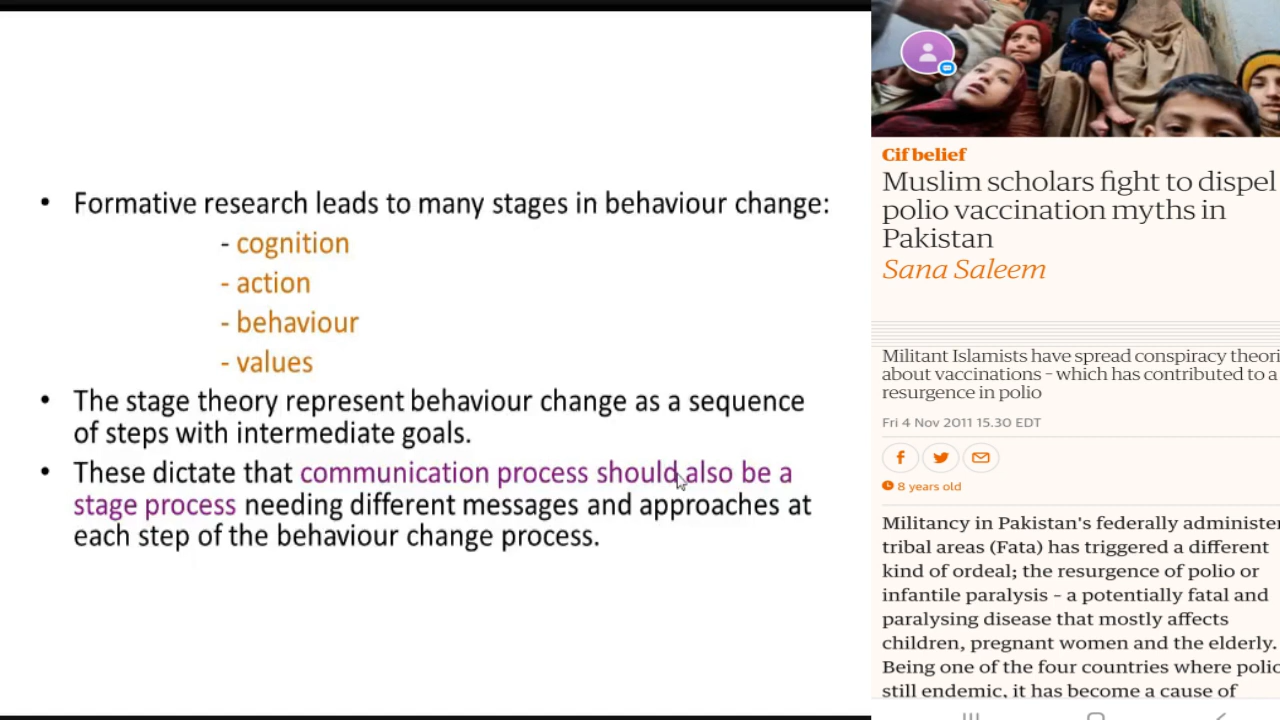 • Formative research leads to many stages in behaviour change:
- cognition
- action
- behaviour
- values
• The stage theory represent behaviour change as a sequence
of steps with intermediate goals.
• These dictate that communication process should also be a
stage process needing different messages and approaches at
each step of the behaviour change process.
Cif belief
Muslim scholars fight to dispel
polio vaccination myths in
Pakistan
Sana Saleem
Militant Islamists have spread conspiracy theori
about vaccinations – which has contributed to a
resurgence in polio
Fri 4 Nov 2011 15.30 EDT
8 years old
Militancy in Pakistan's federally administe
tribal areas (Fata) has triggered a different
kind of ordeal; the resurgence of polio or
infantile paralysis – a potentially fatal and
paralysing disease that mostly affects
children, pregnant women and the elderly.
Being one of the four countries where polio
still endemic, it has become a cause of